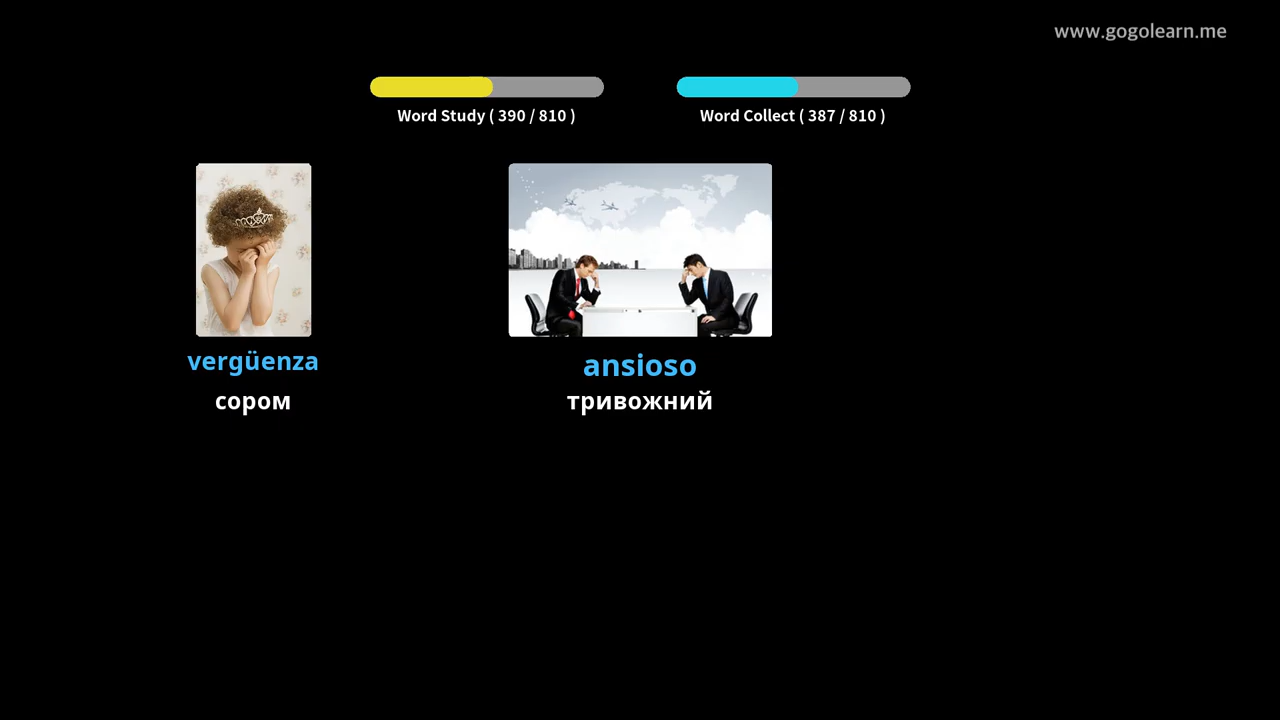 www.gogolearn.me
Word Study ( 390 / 810 )
Word Collect ( 387 / 810 )
vergüenza
сором
ansioso
тривожний